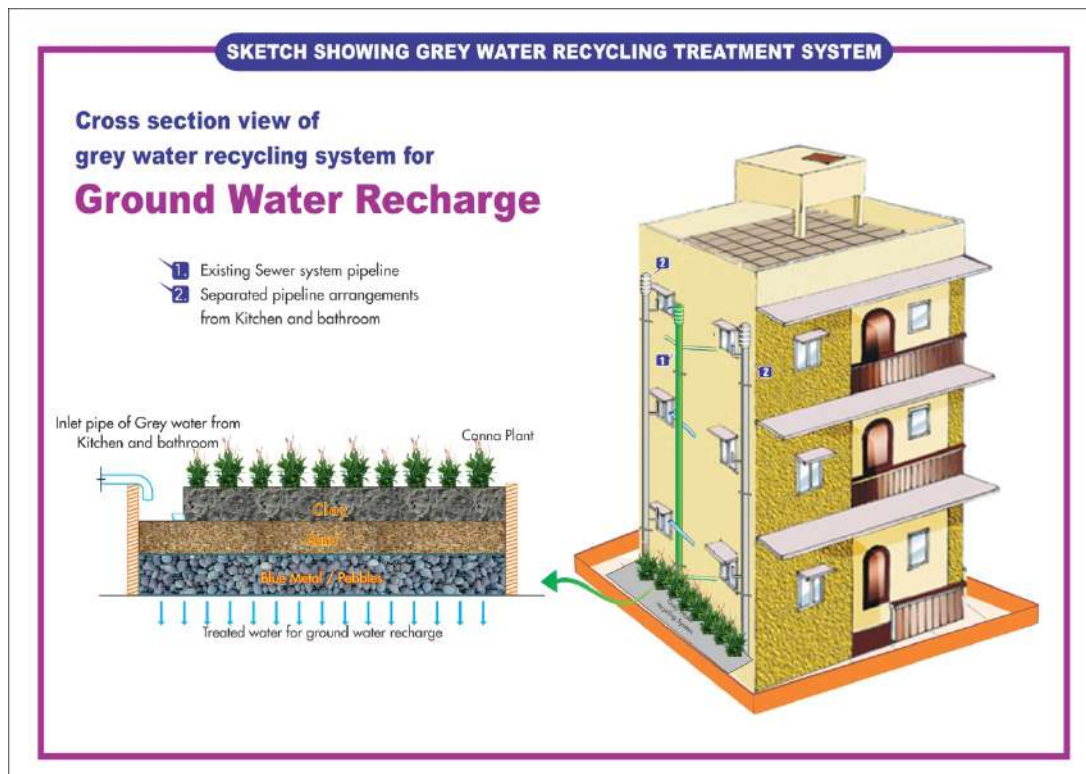 SKETCH SHOWING GREY WATER RECYCLING TREATMENT SYSTEM
Cross section view of
grey water recycling system for
Ground Water Recharge
1. Existing Sewer system pipeline
2. Separated pipeline arrangements
from Kitchen and bathroom
2
1
2
Inlet pipe of Grey water from
Kitchen and bathroom
Canna Plant
Clay
Sand
Blue Metal / Pebbles
Treated water for ground water recharge
recycling System